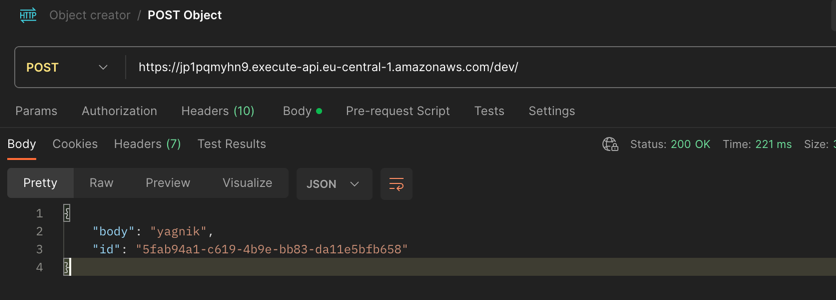 HTTP Object creator / POST Object
POST https://jp1pqmyhn9.execute-api.eu-central-1.amazonaws.com/dev/
Params Authorization Headers (10) Body Pre-request Script Tests Settings
Body Cookies Headers (7) Test Results Status: 200 OK Time: 221 ms Size:
Pretty Raw Preview Visualize JSON
1 {
2 "body": "yagnik",
3 "id": "5fab94a1-c619-4b9e-bb83-da11e5bfb658"
4 }